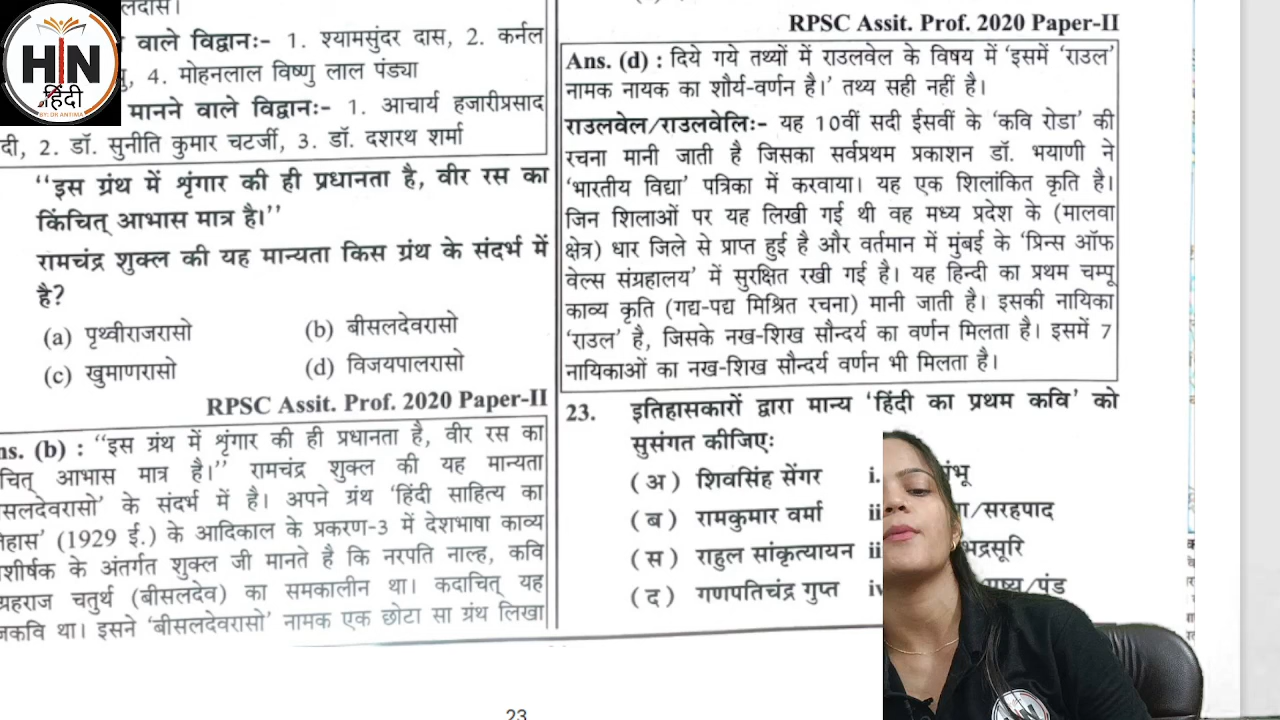 लदास।
वाले विद्वानः- 1. श्यामसुंदर दास, 2. कर्नल
4. मोहनलाल विष्णु लाल पंड्या
मानने वाले विद्वानः- 1. आचार्य हजारीप्रसाद
दी, 2. डॉ. सुनीति कुमार चटर्जी, 3. डॉ. दशरथ शर्मा
‘‘इस ग्रंथ में शृंगार की ही प्रधानता है, वीर रस का
किंचित् आभास मात्र है।’’
रामचंद्र शुक्ल की यह मान्यता किस ग्रंथ के संदर्भ में
है?
(a) पृथ्वीराजरासो (b) बीसलदेवरासो
(c) खुमाणरासो (d) विजयपालरासो
RPSC Assit. Prof. 2020 Paper-II
ns. (b) : ‘‘इस ग्रंथ में शृंगार की ही प्रधानता है, वीर रस का
चित् आभास मात्र है।’’ रामचंद्र शुक्ल की यह मान्यता
सलदेवरासो’ के संदर्भ में है। अपने ग्रंथ ‘हिंदी साहित्य का
तिहास’ (1929 ई.) के आदिकाल के प्रकरण-3 में देशभाषा काव्य
शीर्षक के अंतर्गत शुक्ल जी मानते है कि नरपति नाल्ह, कवि
ग्रहराज चतुर्थ (बीसलदेव) का समकालीन था। कदाचित् यह
जकवि था। इसने ‘बीसलदेवरासो’ नामक एक छोटा सा ग्रंथ लिखा
RPSC Assit. Prof. 2020 Paper-II
Ans. (d) : दिये गये तथ्यों में राउलवेल के विषय में ‘इसमें ‘राउल’
नामक नायक का शौर्य-वर्णन है।’ तथ्य सही नहीं है।
राउलवेल/राउलवेलिः- यह 10वीं सदी ईसवीं के ‘कवि रोडा’ की
रचना मानी जाती है जिसका सर्वप्रथम प्रकाशन डॉ. भयाणी ने
‘भारतीय विद्या’ पत्रिका में करवाया। यह एक शिलांकित कृति है।
जिन शिलाओं पर यह लिखी गई थी वह मध्य प्रदेश के (मालवा
क्षेत्र) धार जिले से प्राप्त हुई है और वर्तमान में मुंबई के ‘प्रिन्स ऑफ
वेल्स संग्रहालय’ में सुरक्षित रखी गई है। यह हिन्दी का प्रथम चम्पू
काव्य कृति (गद्य-पद्य मिश्रित रचना) मानी जाती है। इसकी नायिका
‘राउल’ है, जिसके नख-शिख सौन्दर्य का वर्णन मिलता है। इसमें 7
नायिकाओं का नख-शिख सौन्दर्य वर्णन भी मिलता है।
23. इतिहासकारों द्वारा मान्य ‘हिंदी का प्रथम कवि’ को
सुसंगत कीजिएः
(अ) शिवसिंह सेंगर i.
(ब) रामकुमार वर्मा ii /सरहपाद
(स) राहुल सांकृत्यायन ii भद्रसूरि
(द) गणपतिचंद्र गुप्त iv
23
HIN
हिंदी